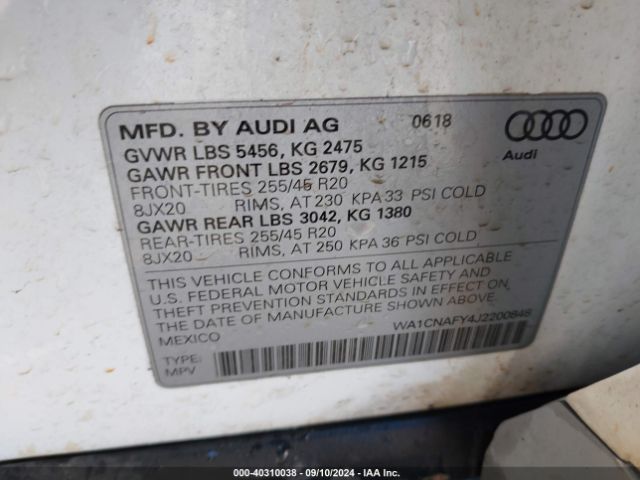 MFD. BY AUDI AG 0618
GVWR LBS 5456, KG 2475
GAWR FRONT LBS 2679, KG 1215
FRONT-TIRES 255/45 R20
8JX20 RIMS, AT 230 KPA 33 PSI COLD
GAWR REAR LBS 3042, KG 1380
REAR-TIRES 255/45 R20
8JX20 RIMS, AT 250 KPA 36 PSI COLD
Audi
THIS VEHICLE CONFORMS TO ALL APPLICABLE
U.S. FEDERAL MOTOR VEHICLE SAFETY AND
THEFT PREVENTION STANDARDS IN EFFECT ON
THE DATE OF MANUFACTURE SHOWN ABOVE.
MEXICO
WA1CNAFY4J2200848
TYPE:
MPV
000-40310038 - 09/10/2024 - IAA Inc.